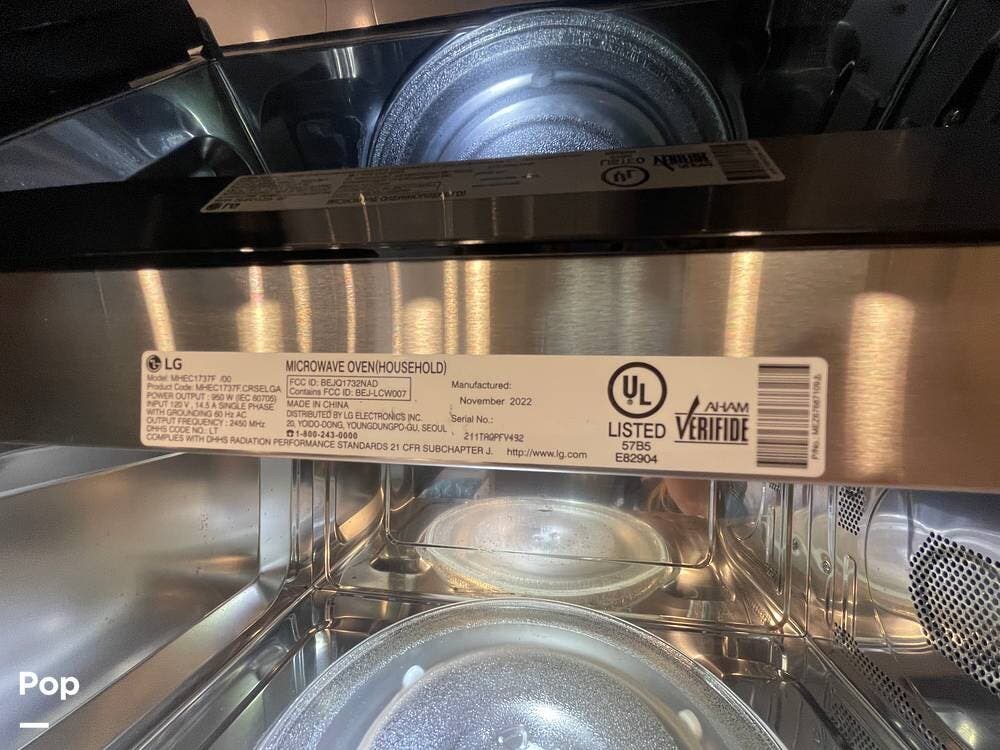 LG
Model: MHEC1737F /00
Product Code: MHEC1737F.CRSELGA
POWER OUTPUT : 950 W (IEC 60705)
INPUT 120 V , 14.5 A SINGLE PHASE
WITH GROUNDING 60 Hz AC
OUTPUT FREQUENCY : 2450 MHz
DHHS CODE NO.: LT
COMPLIES WITH DHHS RADIATION PERFORMANCE STANDARDS 21 CFR SUBCHAPTER J.
MICROWAVE OVEN(HOUSEHOLD)
FCC ID: BEJQ1732NAD
Contains FCC ID: BEJ-LCW007
MADE IN CHINA
DISTRIBUTED BY LG ELECTRONICS INC.
20, YOIDO-DONG, YOUNGDUNGPO-GU, SEOUL
☎1-800-243-0000
http://www.lg.com
Manufactured:
November 2022
Serial No.:
211TAQPFY492
UL
LISTED
57B5
E82904
AHAM
VERIFIDE
Pop